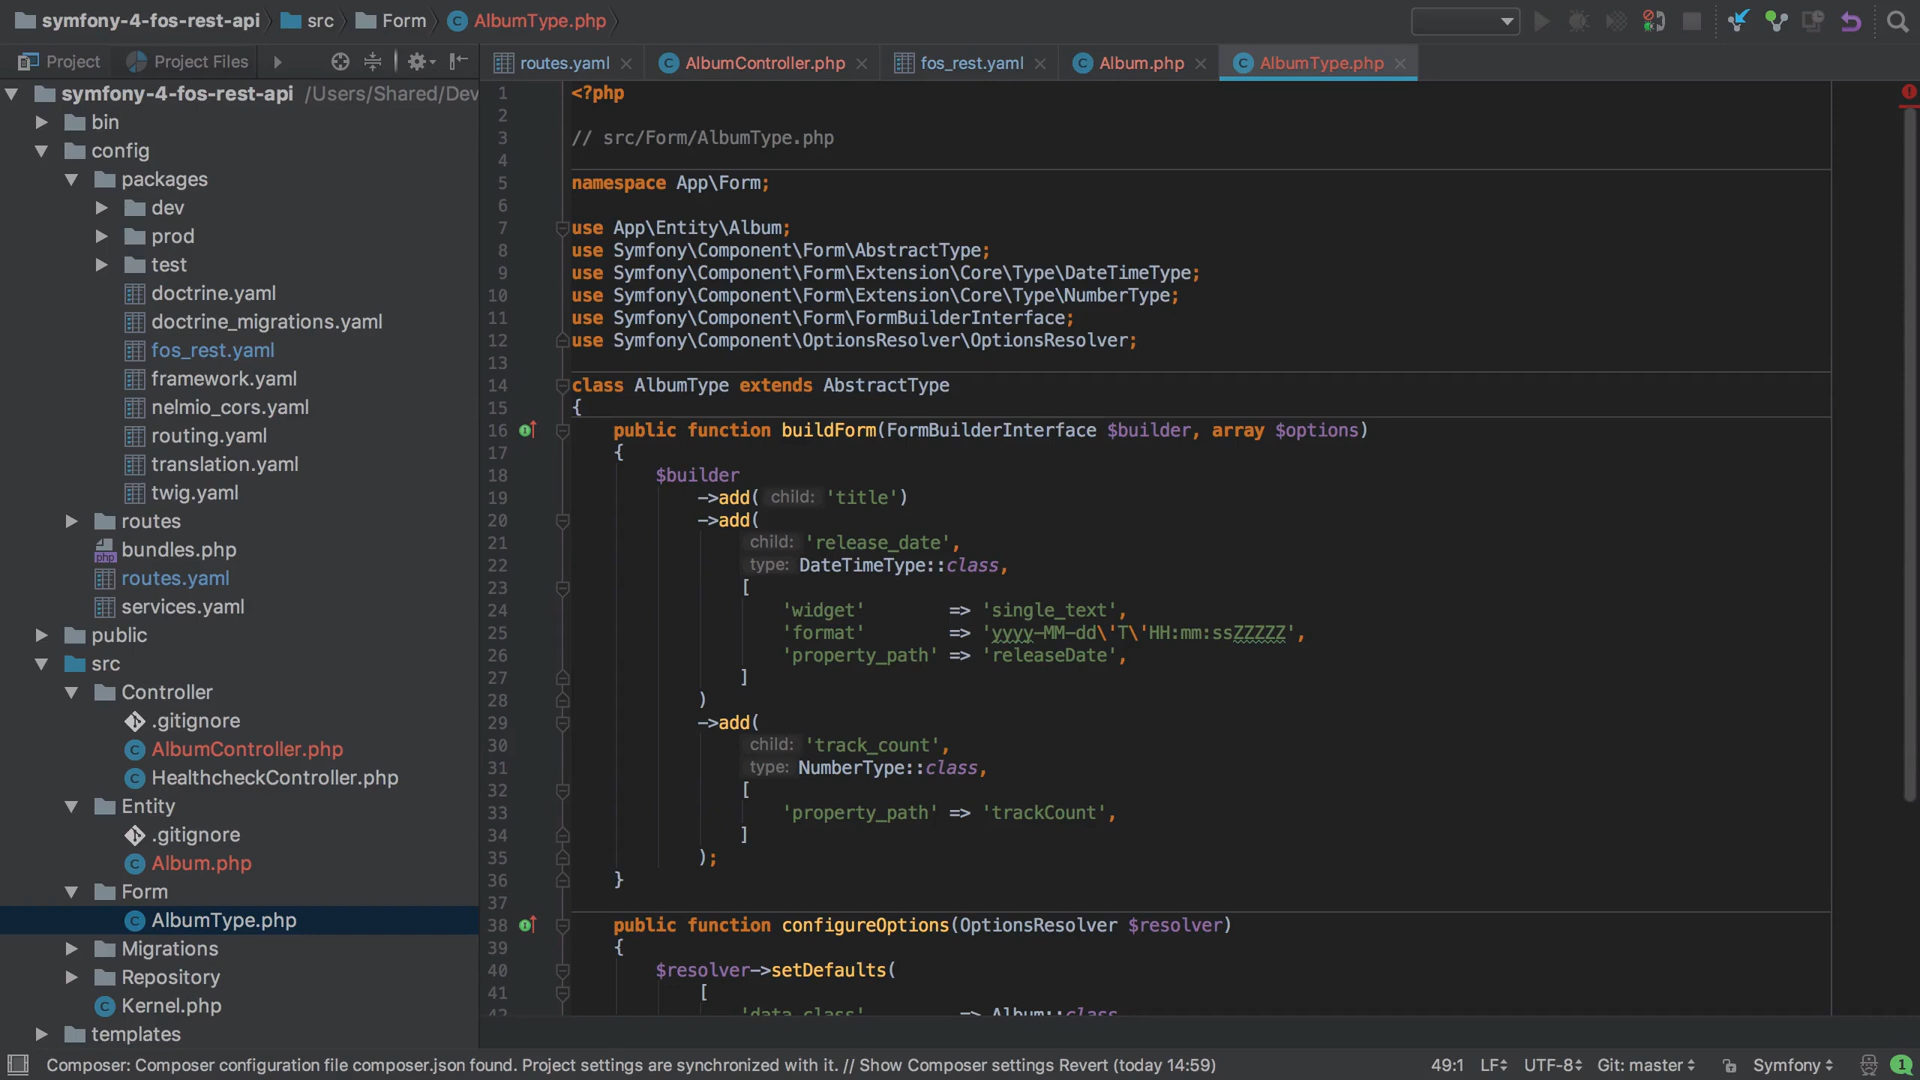 symfony-4-fos-rest-api src Form AlbumType.php
Project Project Files
routes.yaml AlbumController.php fos_rest.yaml Album.php AlbumType.php
symfony-4-fos-rest-api /Users/Shared/Dev
bin
config
packages
dev
prod
test
doctrine.yaml
doctrine_migrations.yaml
fos_rest.yaml
framework.yaml
nelmio_cors.yaml
routing.yaml
translation.yaml
twig.yaml
routes
bundles.php
routes.yaml
services.yaml
public
src
Controller
.gitignore
AlbumController.php
HealthcheckController.php
Entity
.gitignore
Album.php
Form
AlbumType.php
Migrations
Repository
Kernel.php
templates
1 <?php
2
3 // src/Form/AlbumType.php
4
5 namespace App\Form;
6
7 use App\Entity\Album;
8 use Symfony\Component\Form\AbstractType;
9 use Symfony\Component\Form\Extension\Core\Type\DateTimeType;
10 use Symfony\Component\Form\Extension\Core\Type\NumberType;
11 use Symfony\Component\Form\FormBuilderInterface;
12 use Symfony\Component\OptionsResolver\OptionsResolver;
13
14 class AlbumType extends AbstractType
15 {
16 public function buildForm(FormBuilderInterface $builder, array $options)
17 {
18 $builder
19 ->add( child: 'title')
20 ->add(
21 child: 'release_date',
22 type: DateTimeType::class,
23 [
24 'widget' => 'single_text',
25 'format' => 'yyyy-MM-dd\'T\'HH:mm:ssZZZZZ',
26 'property_path' => 'releaseDate',
27 ]
28 )
29 ->add(
30 child: 'track_count',
31 type: NumberType::class,
32 [
33 'property_path' => 'trackCount',
34 ]
35 );
36 }
37
38 public function configureOptions(OptionsResolver $resolver)
39 {
40 $resolver->setDefaults(
41 [
42 'data_class' => Album::class
Composer: Composer configuration file composer.json found. Project settings are synchronized with it. // Show Composer settings Revert (today 14:59) 49:1 LF UTF-8 Git: master Symfony 1